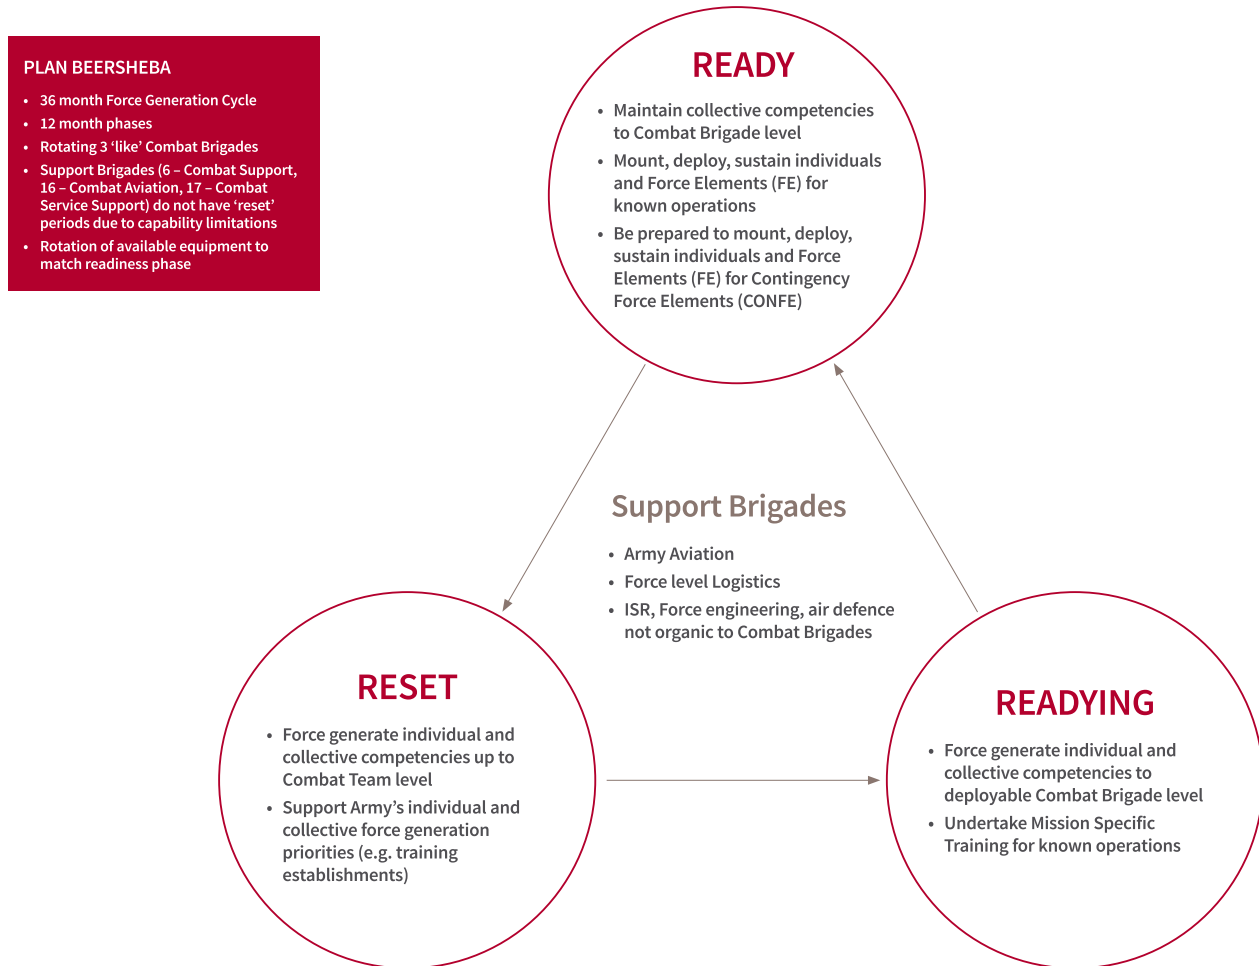 PLAN BEERSHEBA
• 36 month Force Generation Cycle
• 12 month phases
• Rotating 3 ‘like’ Combat Brigades
• Support Brigades (6 – Combat Support,
16 – Combat Aviation, 17 – Combat
Service Support) do not have ‘reset’
periods due to capability limitations
• Rotation of available equipment to
match readiness phase
READY
• Maintain collective competencies
to Combat Brigade level
• Mount, deploy, sustain individuals
and Force Elements (FE) for
known operations
• Be prepared to mount, deploy,
sustain individuals and Force
Elements (FE) for Contingency
Force Elements (CONFE)
Support Brigades
• Army Aviation
• Force level Logistics
• ISR, Force engineering, air defence
not organic to Combat Brigades
RESET
• Force generate individual and
collective competencies up to
Combat Team level
• Support Army’s individual and
collective force generation
priorities (e.g. training
establishments)
READYING
• Force generate individual and
collective competencies to
deployable Combat Brigade level
• Undertake Mission Specific
Training for known operations